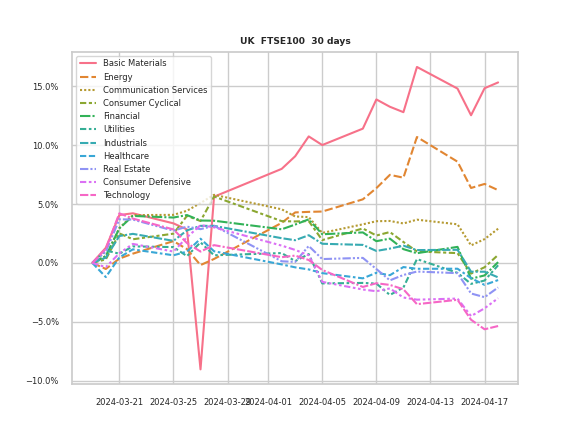 UK FTSE100 30 days
Basic Materials
Energy
Communication Services
Consumer Cyclical
Financial
Utilities
Industrials
Healthcare
Real Estate
Consumer Defensive
Technology
15.0%
10.0%
5.0%
0.0%
−5.0%
−10.0%
2024-03-21 2024-03-25 2024-03-29 2024-04-01 2024-04-05 2024-04-09 2024-04-13 2024-04-17